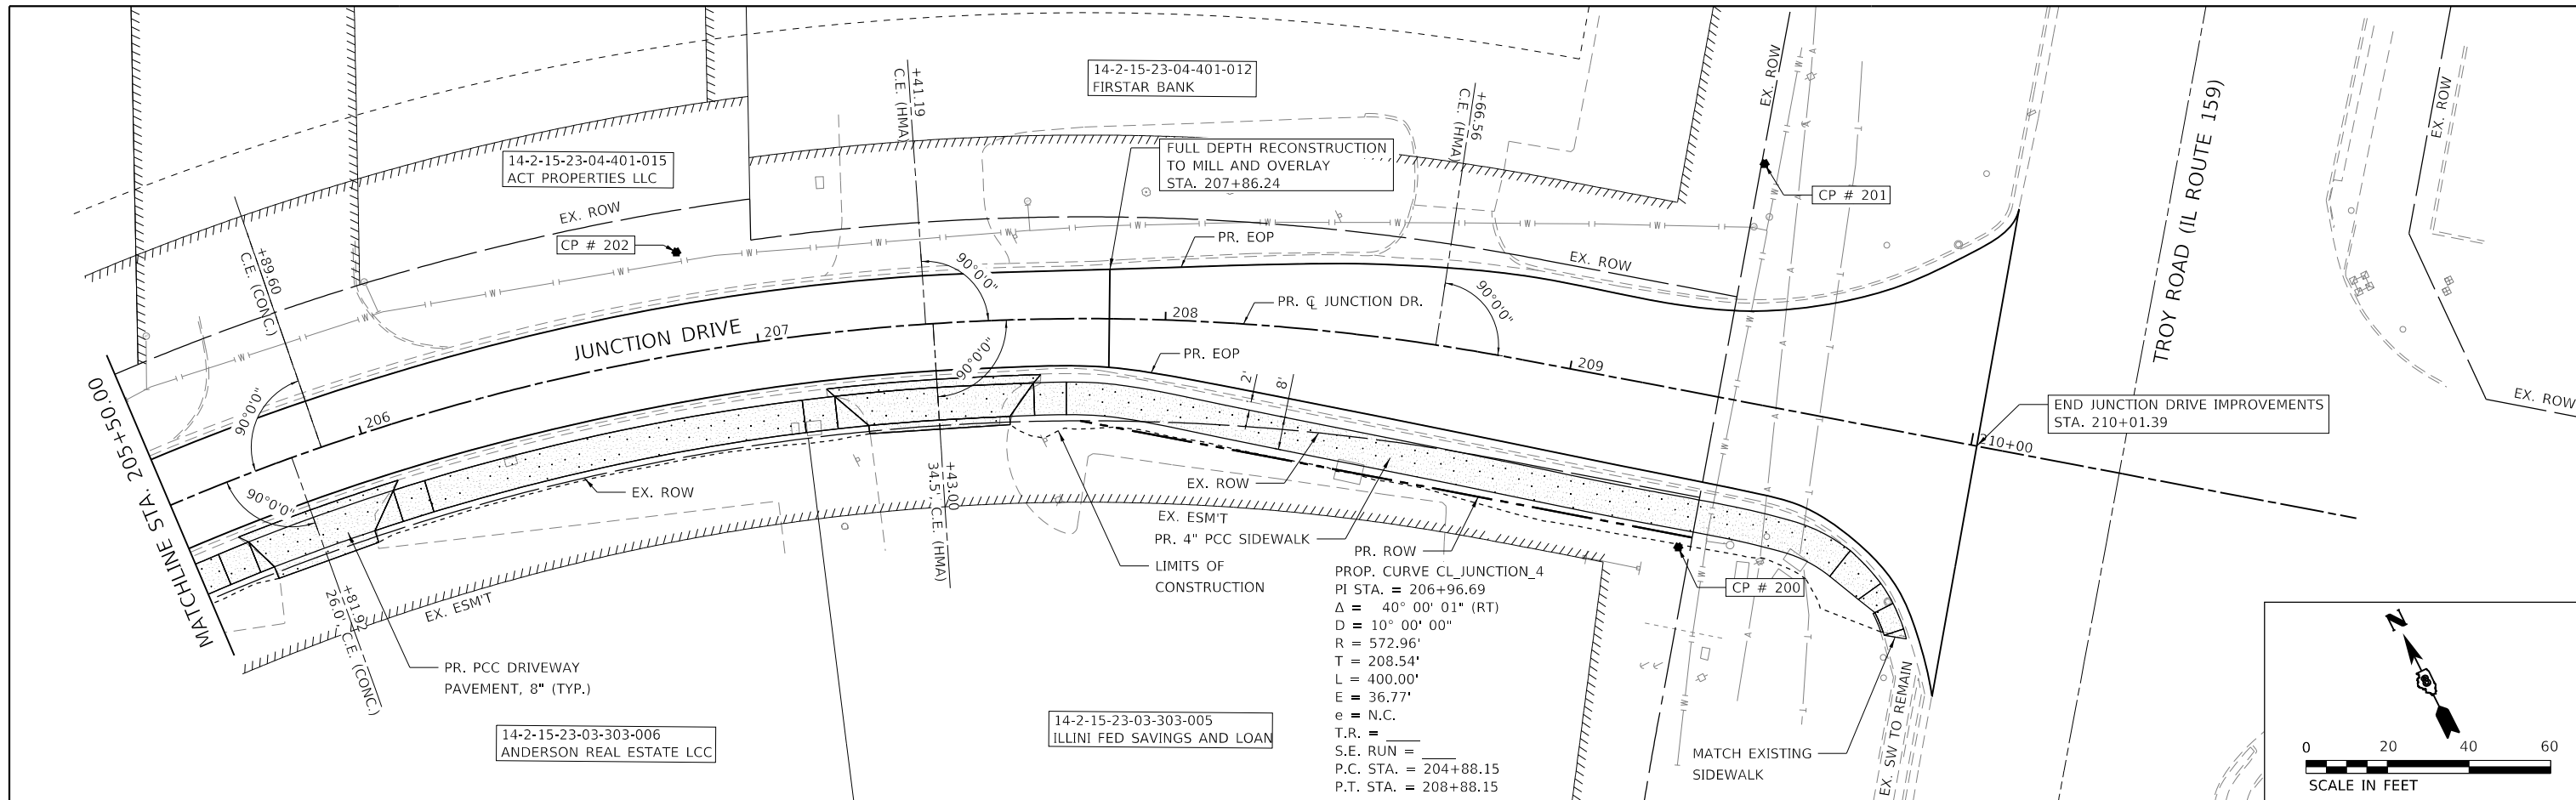 14-2-15-23-04-401-012
FIRSTAR BANK
14-2-15-23-04-401-015
ACT PROPERTIES LLC
+41.19
C.E. (HMA)
+66.56
C.E. (HMA)
FULL DEPTH RECONSTRUCTION
TO MILL AND OVERLAY
STA. 207+86.24
EX. ROW
CP # 201
TROY ROAD (IL ROUTE 159)
EX. ROW
EX. ROW
EX. ROW
CP # 202
PR. EOP
EX. ROW
+89.60
C.E. (CONC.)
90°0'0"
90°0'0"
PR. ℄ JUNCTION DR.
208
JUNCTION DRIVE
207
90°0'0"
PR. EOP
209
2'
8'
MATCHLINE STA. 205+50.00
90°0'0"
206
END JUNCTION DRIVE IMPROVEMENTS
STA. 210+01.39
210+00
90°0'0"
EX. ROW
+43.00
34.5', C.E. (HMA)
EX. ROW
EX. ESM'T
PR. 4" PCC SIDEWALK
LIMITS OF
CONSTRUCTION
PR. ROW
PROP. CURVE CL_JUNCTION_4
PI STA. = 206+96.69
Δ = 40° 00' 01" (RT)
D = 10° 00' 00"
R = 572.96'
T = 208.54'
L = 400.00'
E = 36.77'
e = N.C.
T.R. = ____
S.E. RUN = ____
P.C. STA. = 204+88.15
P.T. STA. = 208+88.15
CP # 200
EX. ESM'T
+81.92
26.0', C.E. (CONC.)
PR. PCC DRIVEWAY
PAVEMENT, 8" (TYP.)
14-2-15-23-03-303-006
ANDERSON REAL ESTATE LCC
14-2-15-23-03-303-005
ILLINI FED SAVINGS AND LOAN
MATCH EXISTING
SIDEWALK
EX. SW TO REMAIN
N
0 20 40 60
SCALE IN FEET